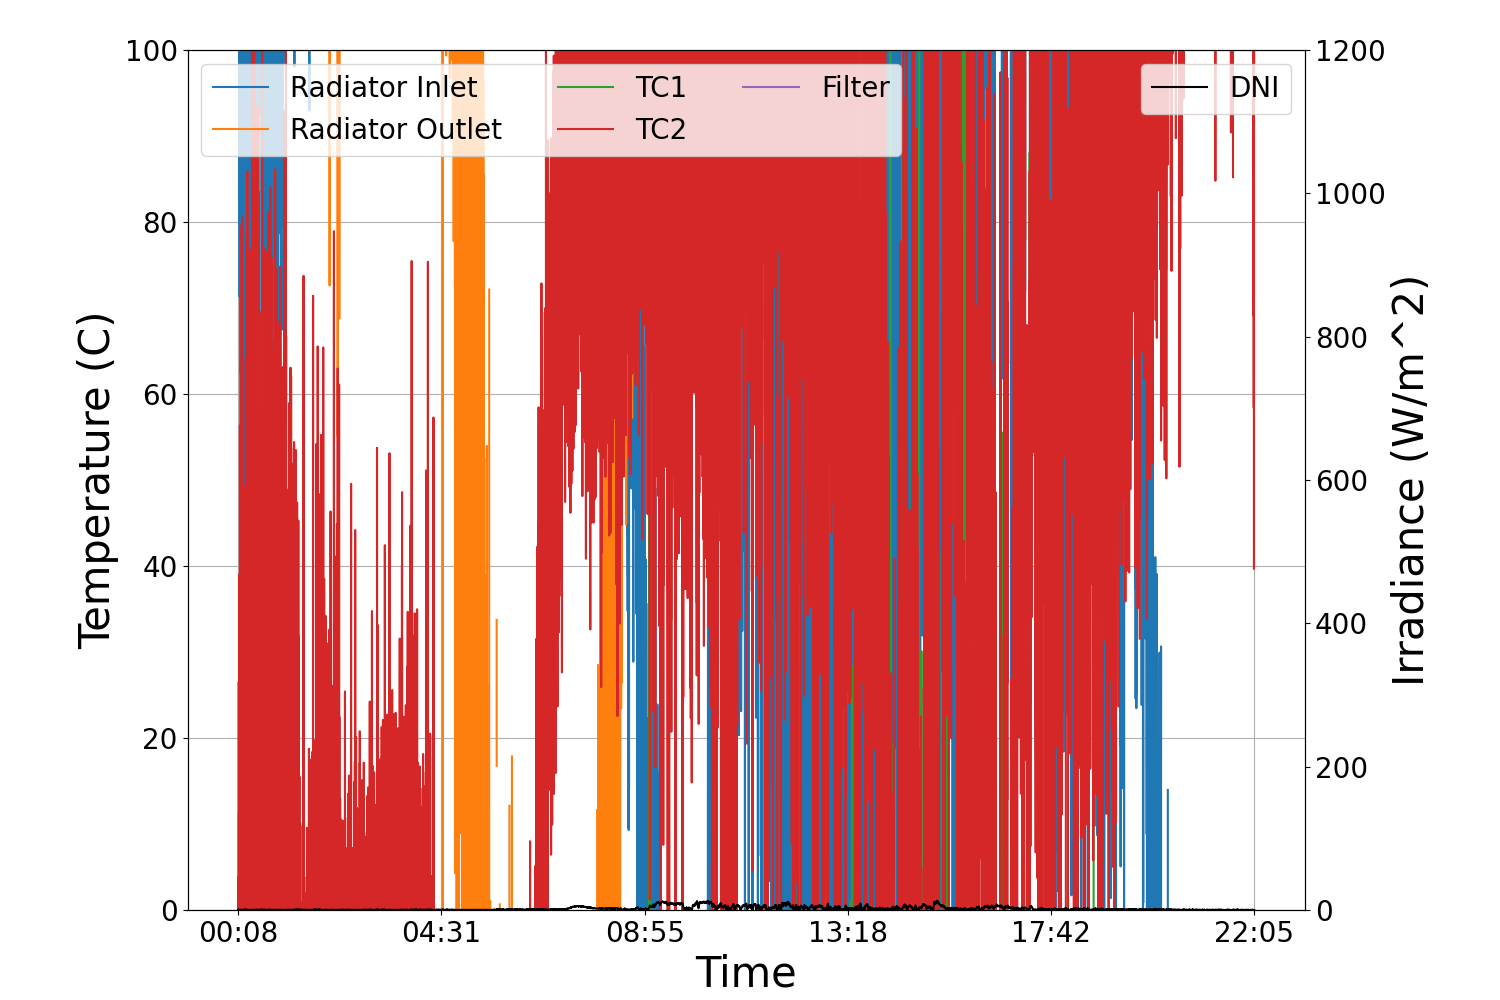 100
80
60
40
20
0
Temperature (C)
Radiator Inlet
Radiator Outlet
TC1
TC2
Filter
DNI
1200
1000
800
600
400
200
0
Irradiance (W/m^2)
00:08
04:31
08:55
13:18
17:42
22:05
Time